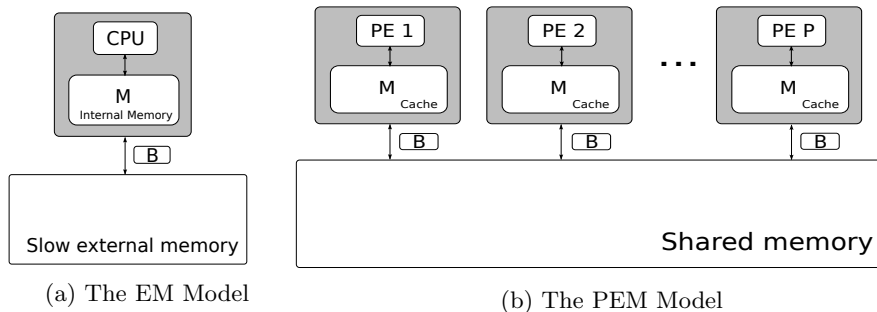 CPU
M
Internal Memory
B
Slow external memory
(a) The EM Model
PE 1
PE 2
...
PE P
M
Cache
M
Cache
M
Cache
B
B
B
Shared memory
(b) The PEM Model